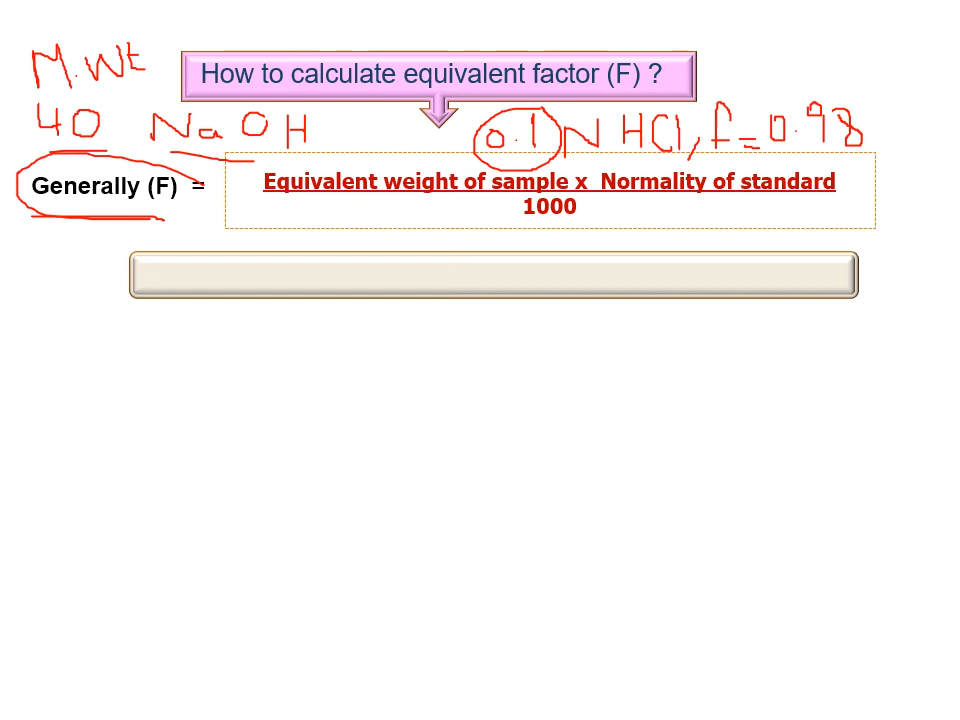 M.Wt
How to calculate equivalent factor (F) ?
40 NaOH 0.1 N HCl, f = 0.98
Generally (F) = Equivalent weight of sample x Normality of standard
1000